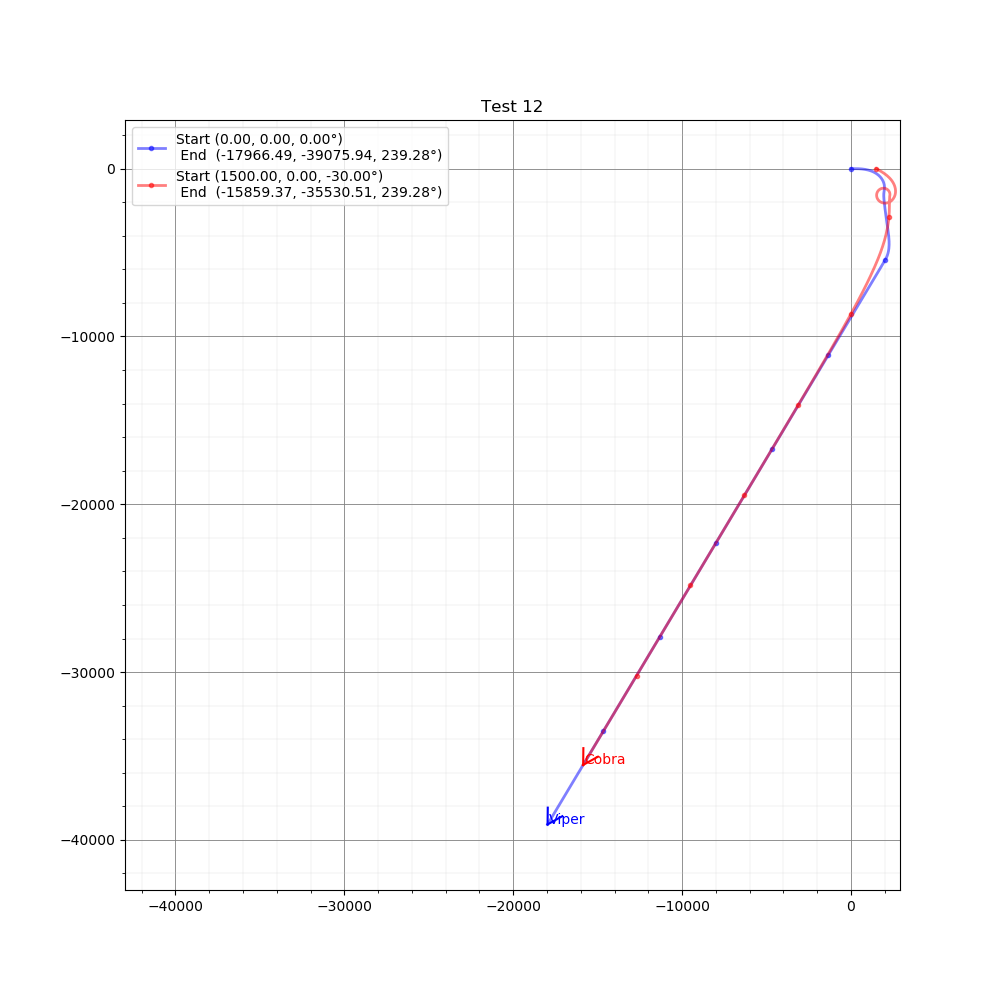 Test 12
Start (0.00, 0.00, 0.00°)
End (-17966.49, -39075.94, 239.28°)
Start (1500.00, 0.00, -30.00°)
End (-15859.37, -35530.51, 239.28°)
0
−10000
−20000
−30000
−40000
Cobra
Viper
−40000
−30000
−20000
−10000
0